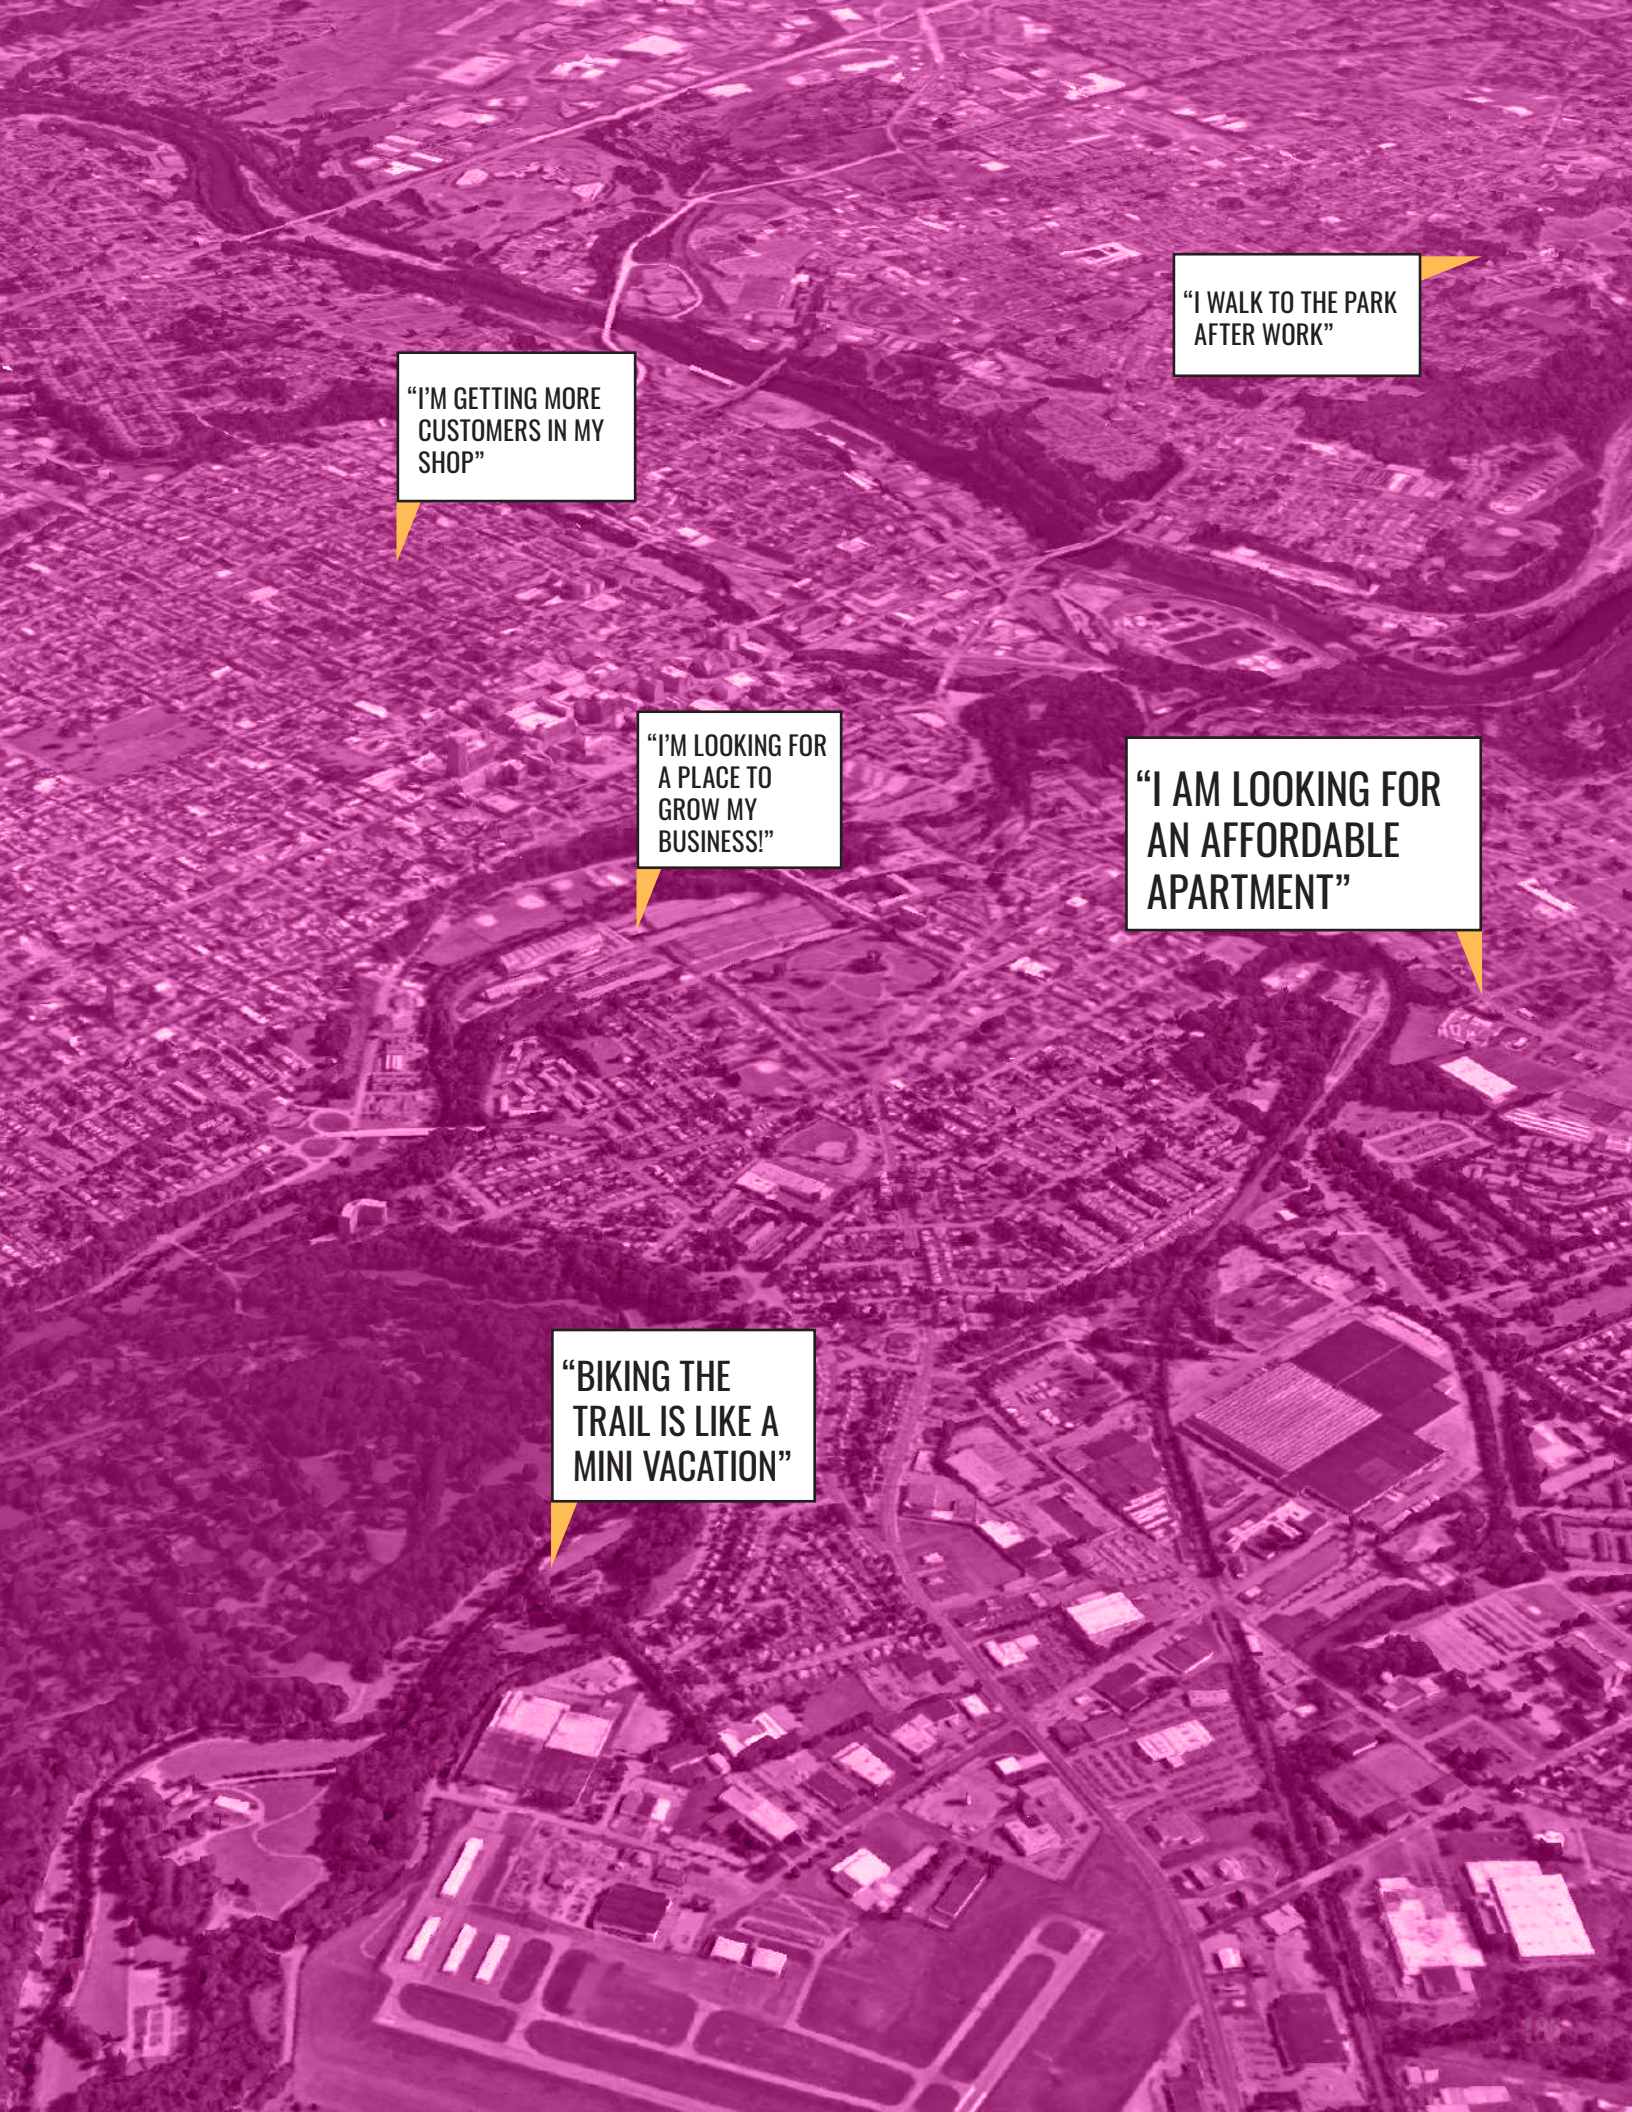 “I WALK TO THE PARK
AFTER WORK”
“I’M GETTING MORE
CUSTOMERS IN MY
SHOP”
“I’M LOOKING FOR
A PLACE TO
GROW MY
BUSINESS!”
“I AM LOOKING FOR
AN AFFORDABLE
APARTMENT”
“BIKING THE
TRAIL IS LIKE A
MINI VACATION”